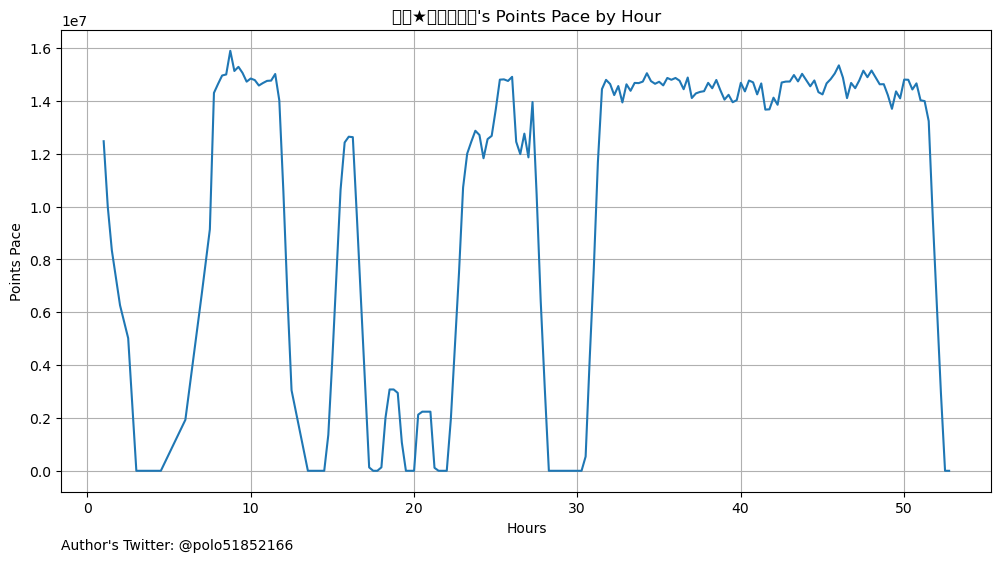 ★'s Points Pace by Hour
1e7
1.6
1.4
1.2
1.0
0.8
0.6
0.4
0.2
0.0
Points Pace
0 10 20 30 40 50
Hours
Author's Twitter: @polo51852166